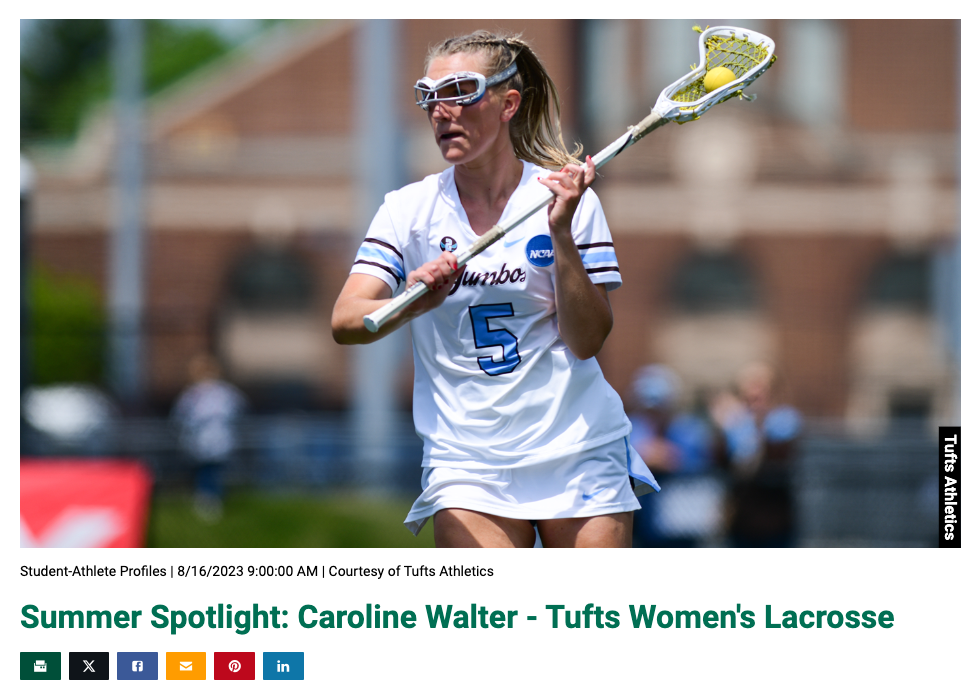 NCAA
Jumbos
5
Tufts Athletics
Student-Athlete Profiles | 8/16/2023 9:00:00 AM | Courtesy of Tufts Athletics
Summer Spotlight: Caroline Walter - Tufts Women's Lacrosse